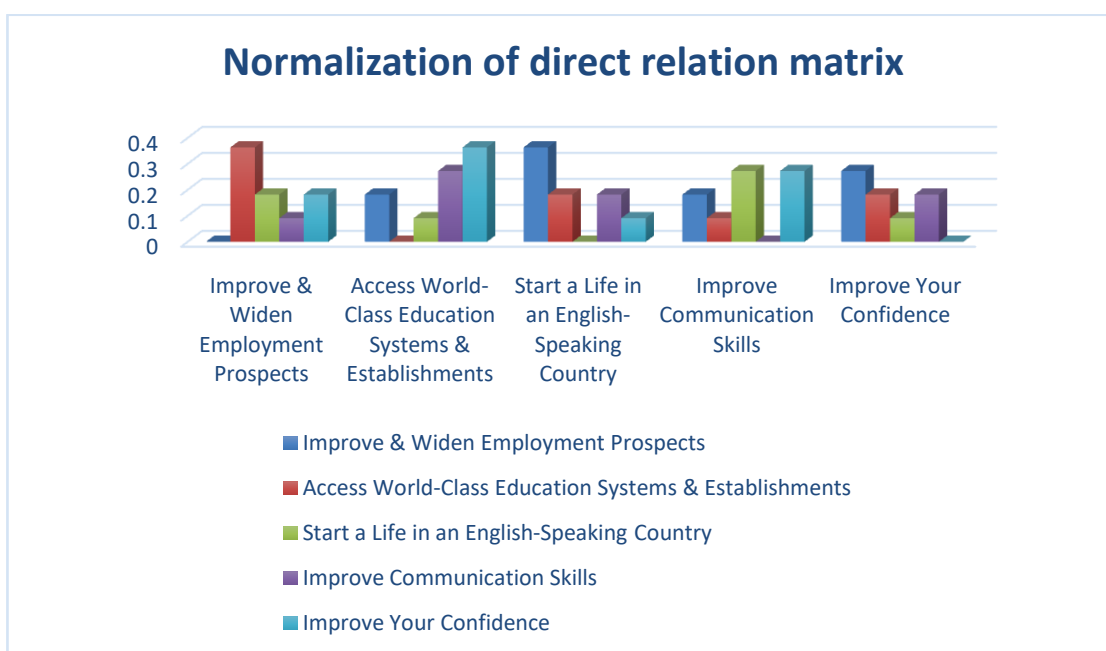 Normalization of direct relation matrix
0.4
0.3
0.2
0.1
0
Improve &
Widen
Employment
Prospects
Access World-
Class Education
Systems &
Establishments
Start a Life in
an English-
Speaking
Country
Improve
Communication
Skills
Improve Your
Confidence
Improve & Widen Employment Prospects
Access World-Class Education Systems & Establishments
Start a Life in an English-Speaking Country
Improve Communication Skills
Improve Your Confidence